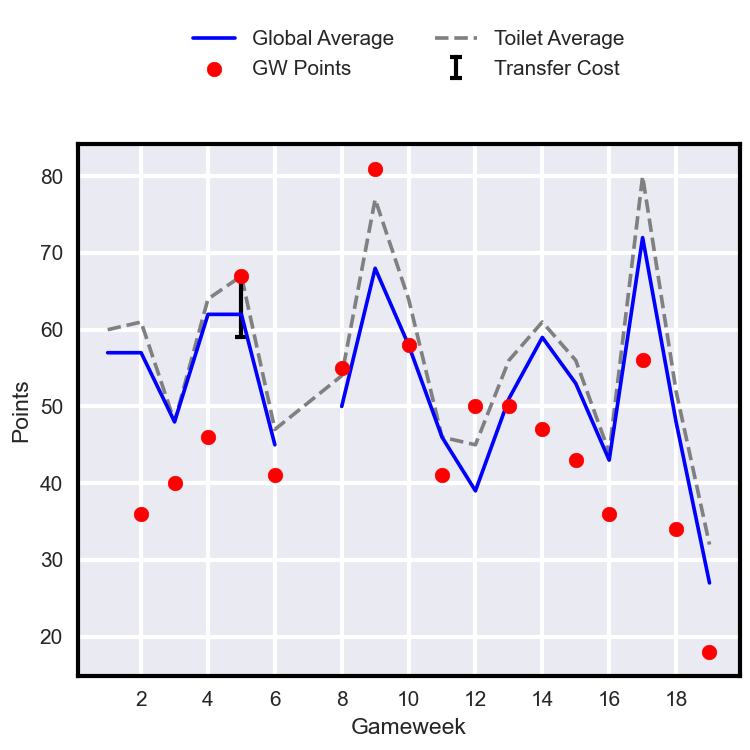 Global Average
Toilet Average
GW Points
Transfer Cost
80
70
60
50
40
30
20
Points
2 4 6 8 10 12 14 16 18
Gameweek